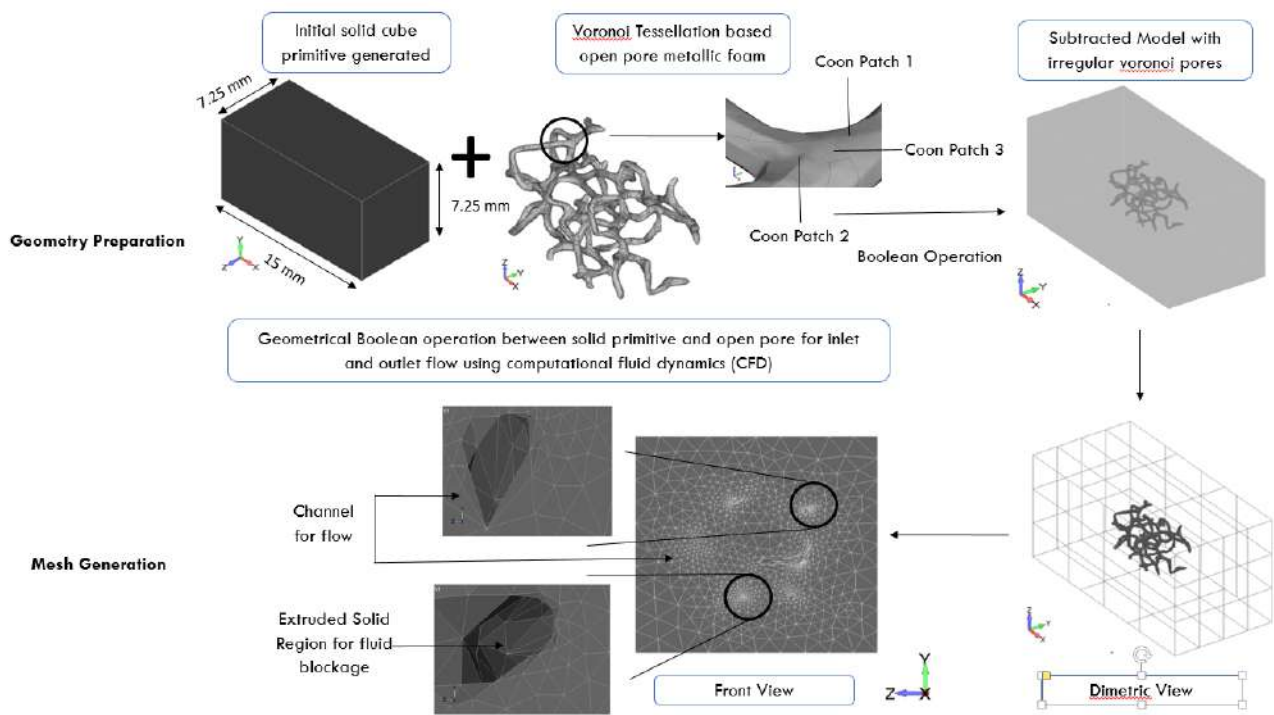 Initial solid cube
primitive generated
Voronoi Tessellation based
open pore metallic foam
Subtracted Model with
irregular voronoi pores
Coon Patch 1
7.25 mm
Coon Patch 3
7.25 mm
Coon Patch 2
Geometry Preparation
Boolean Operation
15 mm
Y
Z
X
Z
Y
X
Z
Y
X
Geometrical Boolean operation between solid primitive and open pore for inlet
and outlet flow using computational fluid dynamics (CFD)
Channel
for flow
Mesh Generation
Extruded Solid
Region for fluid
blockage
Z
Y
X
Front View
Y
Z
X
Dimetric View